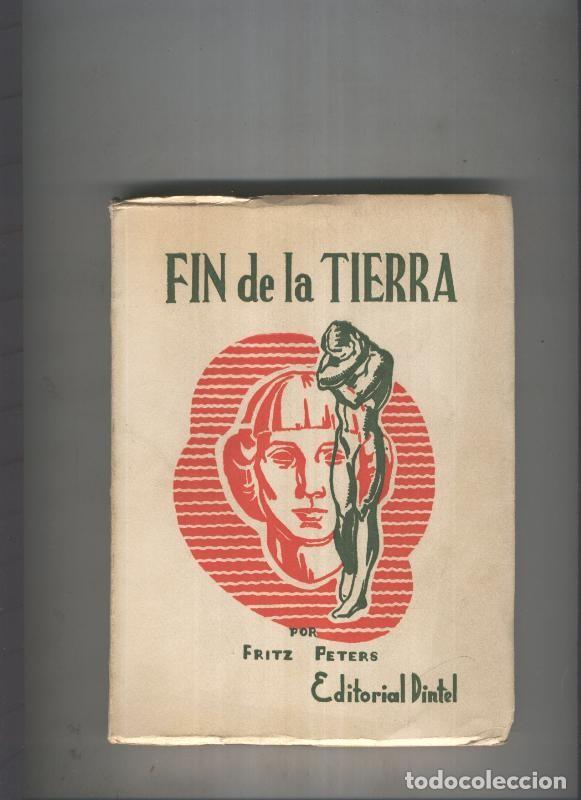 FIN de la TIERRA
POR
FRITZ PETERS
Editorial Dintel
todocoleccion